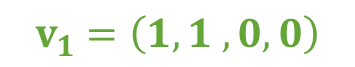 v₁ = (1, 1 ,0, 0)